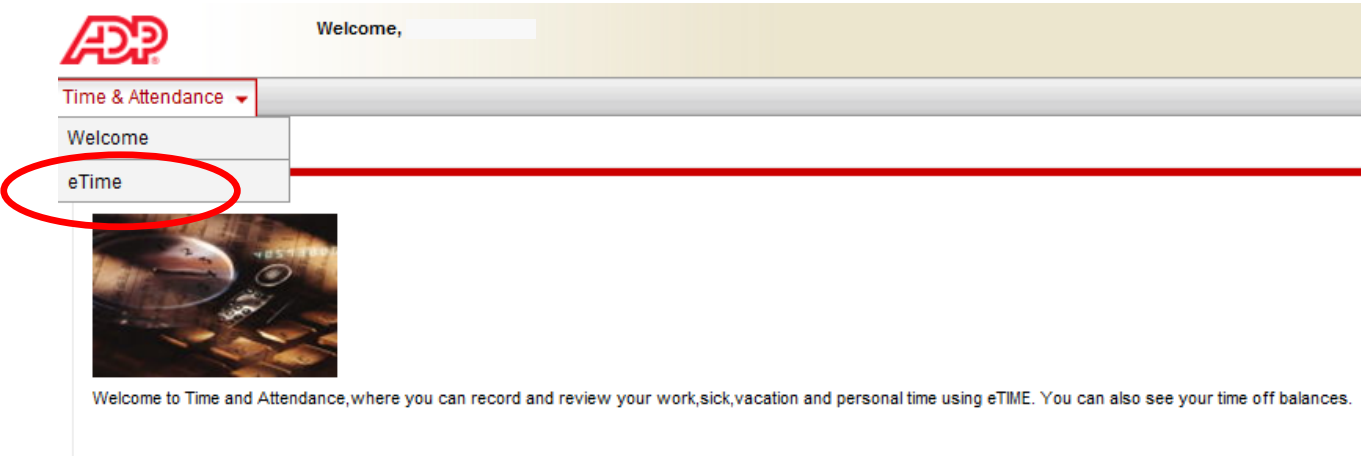 ADP
Welcome,
Time & Attendance
Welcome
eTime
Welcome to Time and Attendance,where you can record and review your work,sick,vacation and personal time using eTIME. You can also see your time off balances.